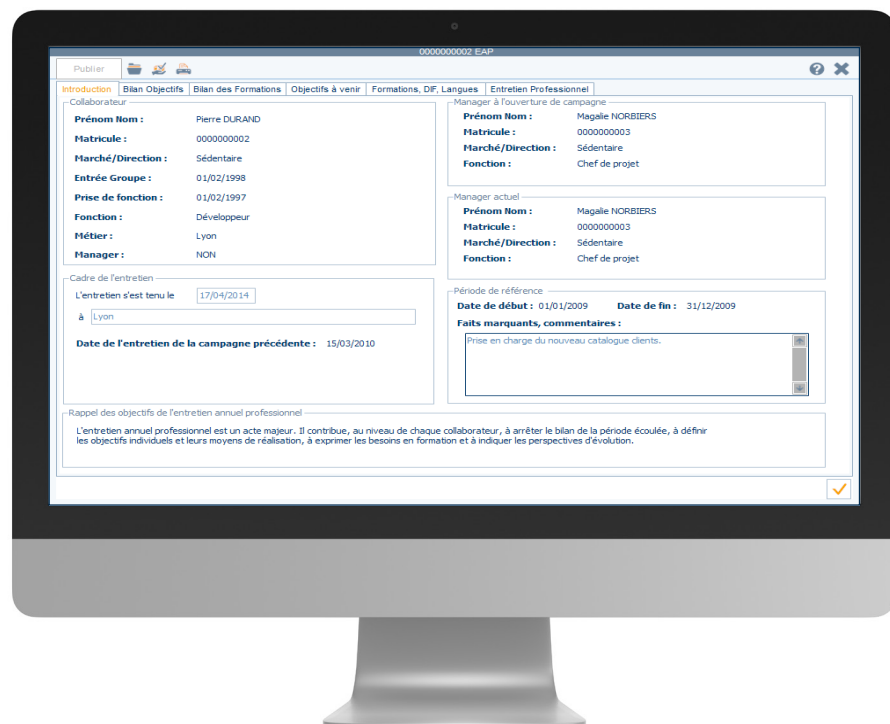 0000000002 EAP
Publier
Introduction Bilan Objectifs Bilan des Formations Objectifs à venir Formations, DIF, Langues Entretien Professionnel
Collaborateur
Prénom Nom : Pierre DURAND
Matricule : 0000000002
Marché/Direction : Sédentaire
Entrée Groupe : 01/02/1998
Prise de fonction : 01/02/1997
Fonction : Développeur
Métier : Lyon
Manager : NON
Manager à l'ouverture de campagne
Prénom Nom : Magalie NORBIERS
Matricule : 0000000003
Marché/Direction : Sédentaire
Fonction : Chef de projet
Manager actuel
Prénom Nom : Magalie NORBIERS
Matricule : 0000000003
Marché/Direction : Sédentaire
Fonction : Chef de projet
Cadre de l'entretien
L'entretien s'est tenu le 17/04/2014
à Lyon
Date de l'entretien de la campagne précédente : 15/03/2010
Période de référence
Date de début : 01/01/2009 Date de fin : 31/12/2009
Faits marquants, commentaires :
Prise en charge du nouveau catalogue clients.
Rappel des objectifs de l'entretien annuel professionnel
L'entretien annuel professionnel est un acte majeur. Il contribue, au niveau de chaque collaborateur, à arrêter le bilan de la période écoulée, à définir
les objectifs individuels et leurs moyens de réalisation, à exprimer les besoins en formation et à indiquer les perspectives d'évolution.